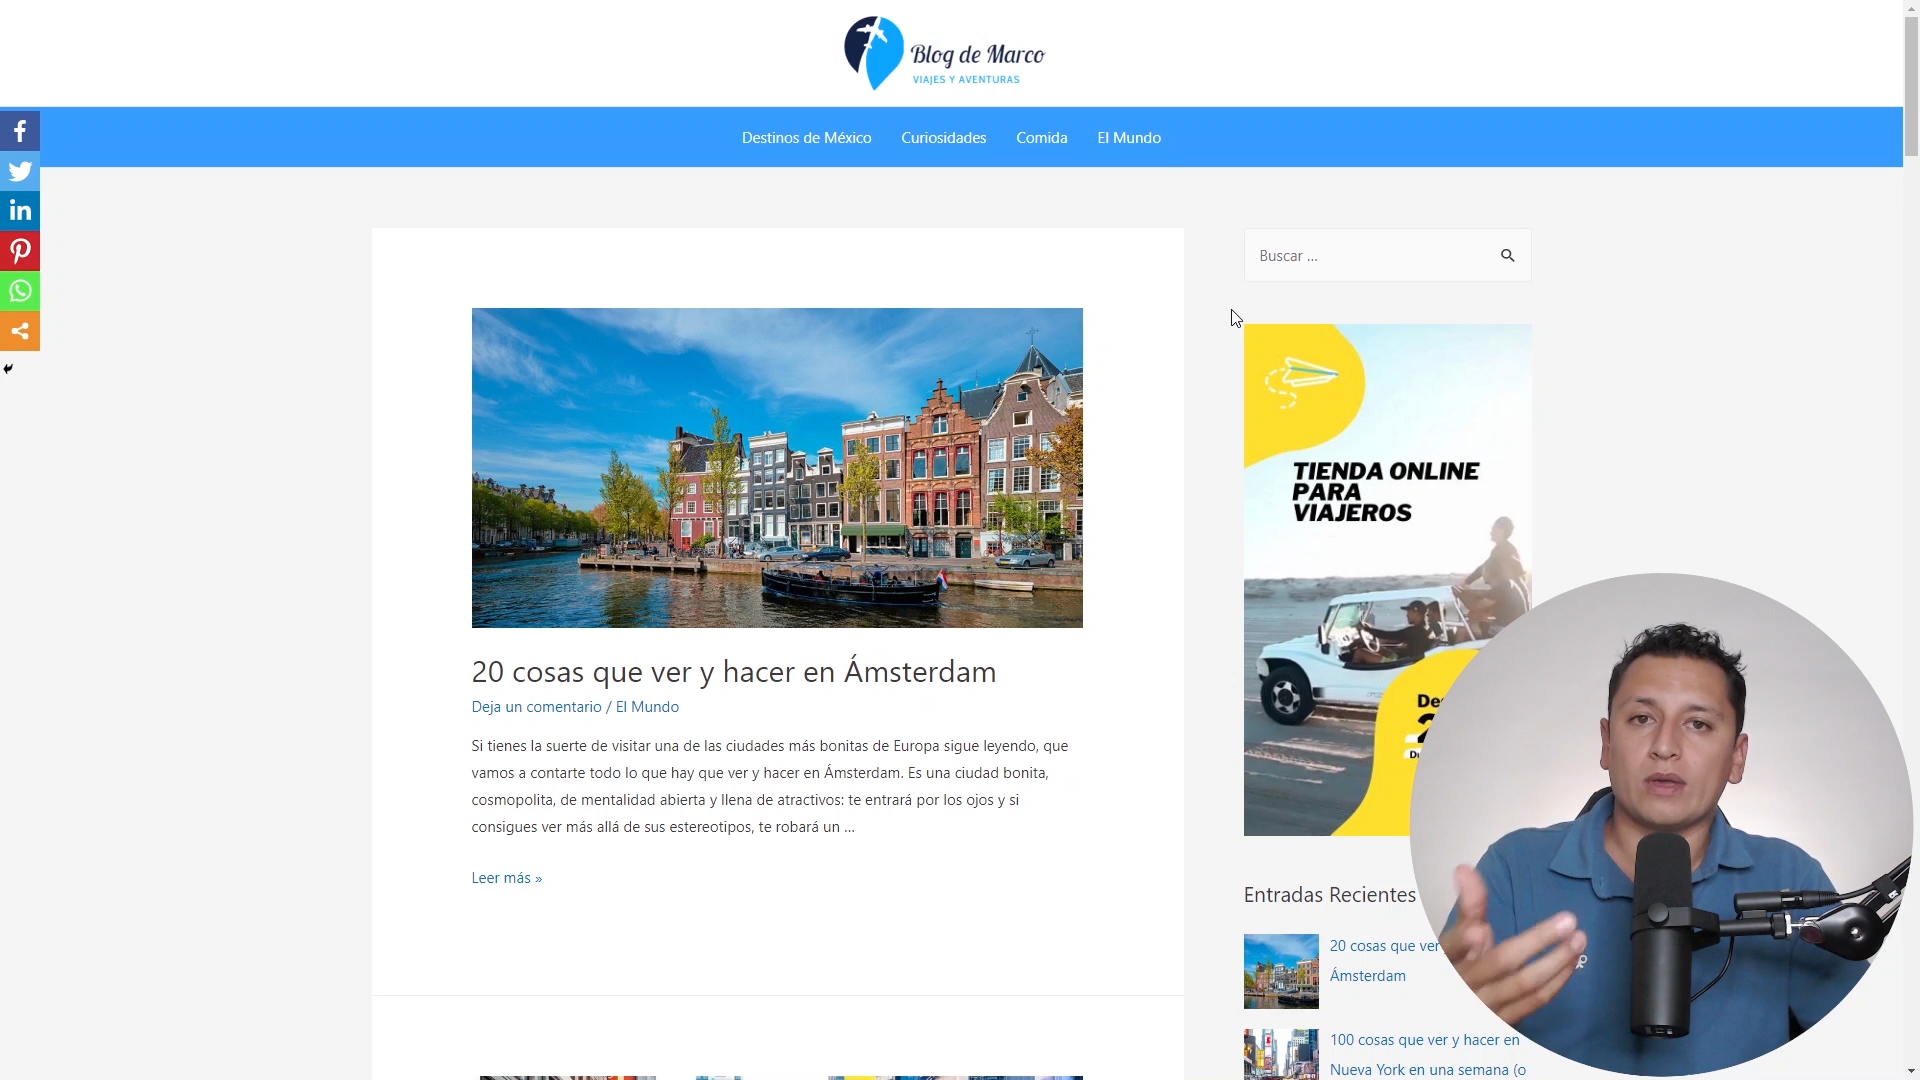 Blog de Marco
VIAJES Y AVENTURAS
Destinos de México
Curiosidades
Comida
El Mundo
Buscar ...
TIENDA ONLINE
PARA
VIAJEROS
20 cosas que ver y hacer en Ámsterdam
Deja un comentario / El Mundo
Si tienes la suerte de visitar una de las ciudades más bonitas de Europa sigue leyendo, que
vamos a contarte todo lo que hay que ver y hacer en Ámsterdam. Es una ciudad bonita,
cosmopolita, de mentalidad abierta y llena de atractivos: te entrará por los ojos y si
consigues ver más allá de sus estereotipos, te robará un ...
Leer más »
Entradas Recientes
20 cosas que ver
Ámsterdam
100 cosas que ver y hacer en
Nueva York en una semana (o